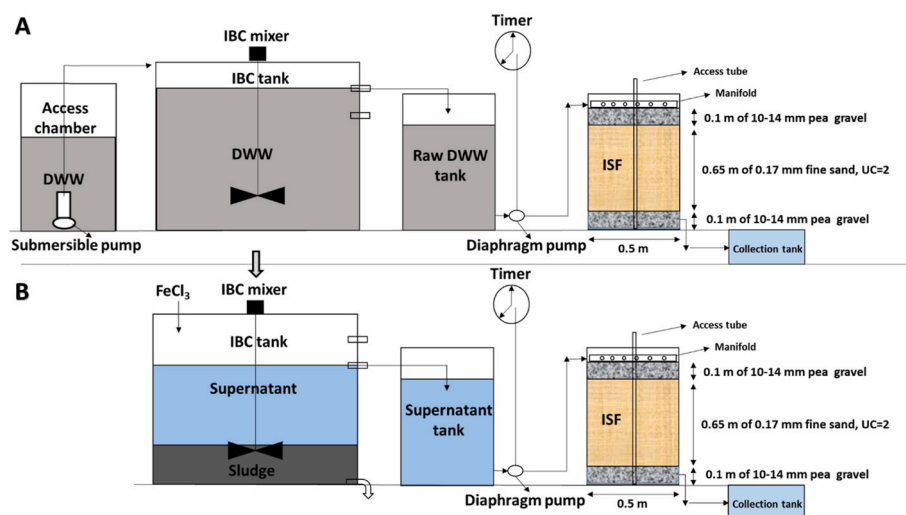 A
Timer
IBC mixer
IBC tank
Access
chamber
DWW
DWW
Submersible pump
Raw DWW
tank
Diaphragm pump
Access tube
Manifold
0.1 m of 10-14 mm pea gravel
ISF
0.65 m of 0.17 mm fine sand, UC=2
0.1 m of 10-14 mm pea gravel
0.5 m
Collection tank
B
FeCl₃
IBC mixer
Timer
IBC tank
Supernatant
Sludge
Supernatant
tank
Diaphragm pump
Access tube
Manifold
0.1 m of 10-14 mm pea gravel
ISF
0.65 m of 0.17 mm fine sand, UC=2
0.1 m of 10-14 mm pea gravel
0.5 m
Collection tank